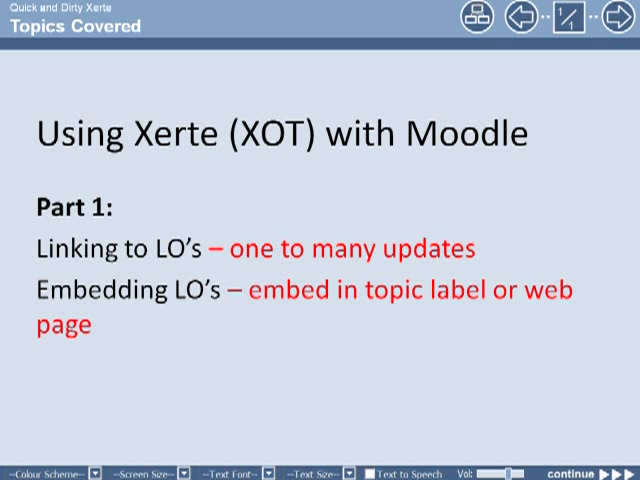 Quick and Dirty Xerte
Topics Covered
1/1
Using Xerte (XOT) with Moodle
Part 1:
Linking to LO's – one to many updates
Embedding LO's – embed in topic label or web
page
--Colour Scheme-- --Screen Size-- --Text Font-- --Text Size-- Text to Speech Vol: continue